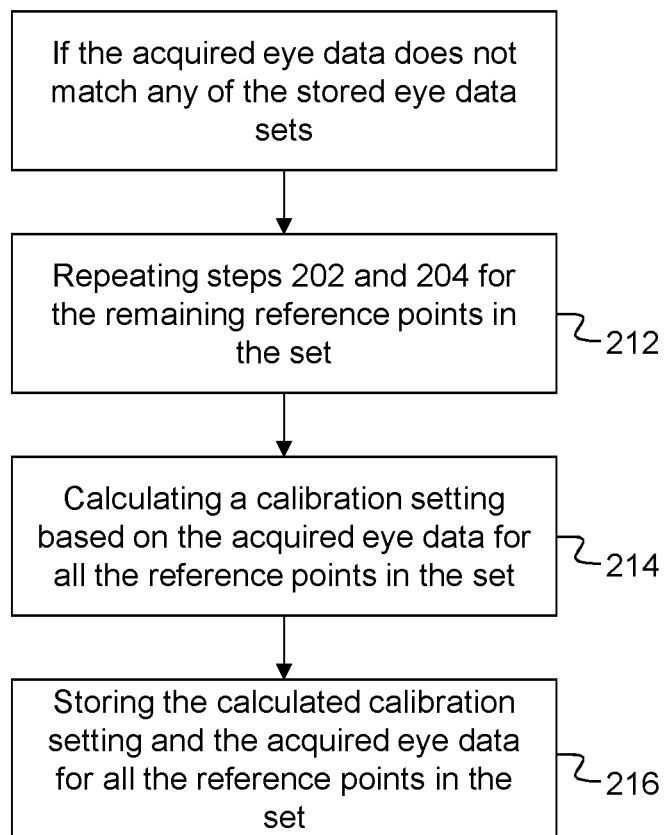 If the acquired eye data does not
match any of the stored eye data
sets
Repeating steps 202 and 204 for
the remaining reference points in
the set
212
Calculating a calibration setting
based on the acquired eye data for
all the reference points in the set
214
Storing the calculated calibration
setting and the acquired eye data
for all the reference points in the
set
216